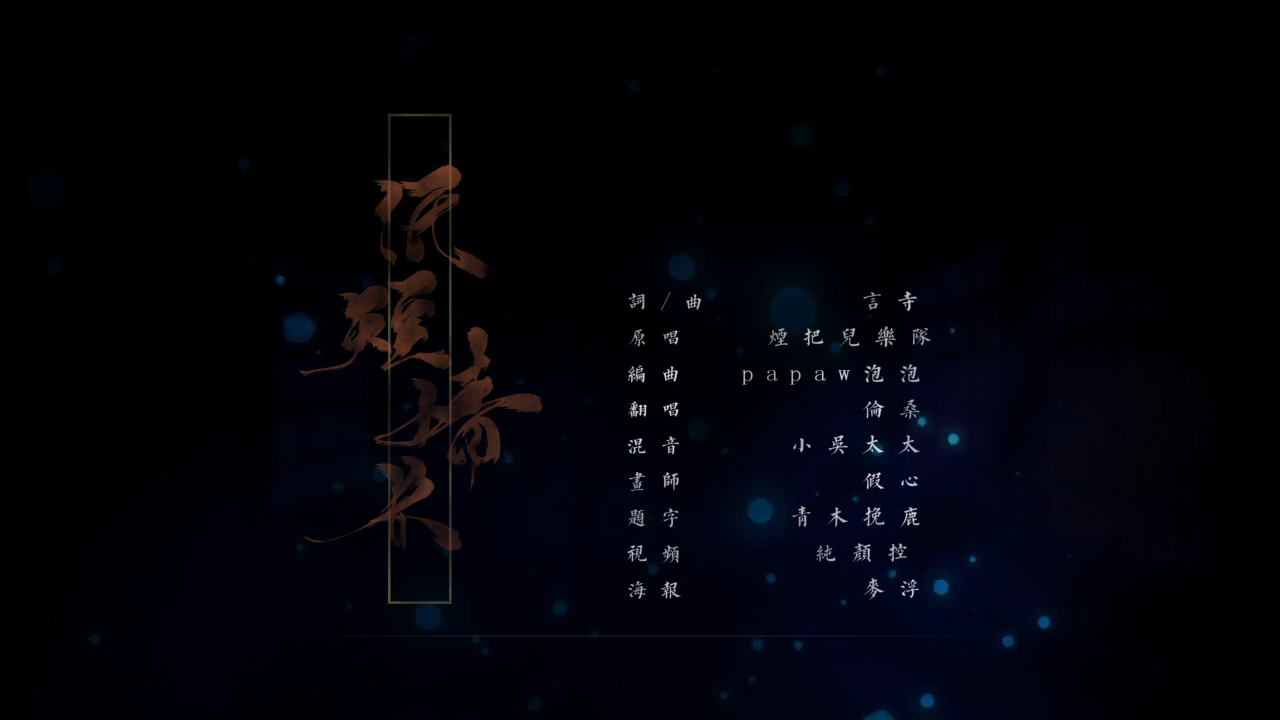 纸短情长
詞/曲 言寺
原唱 煙把兒樂隊
編曲 papaw泡泡
翻唱 倫桑
混音 小吳太太
畫師 假心
題字 青木挽鹿
視頻 純顏控
海報 麥浮